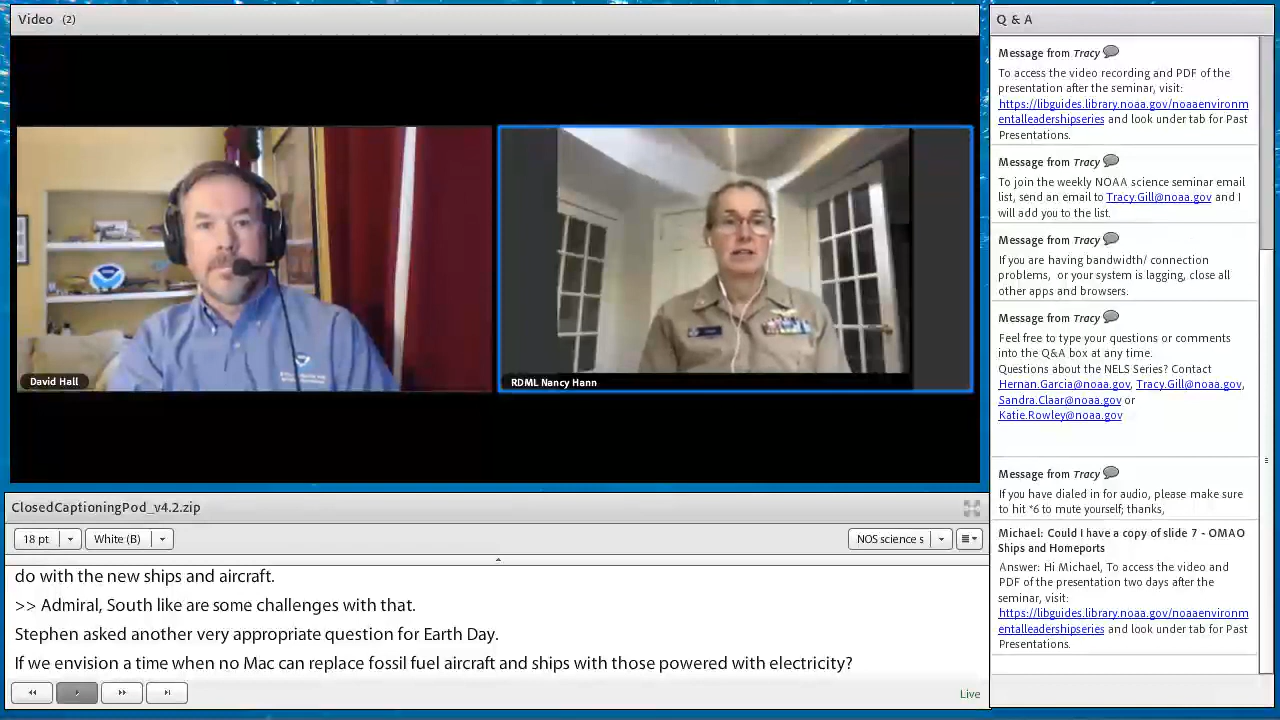 Video (2)
David Hall
RDML Nancy Hann
ClosedCaptioningPod_v4.2.zip
18 pt
White (B)
NOS science s
do with the new ships and aircraft.
>> Admiral, South like are some challenges with that.
Stephen asked another very appropriate question for Earth Day.
If we envision a time when no Mac can replace fossil fuel aircraft and ships with those powered with electricity?
Live
Q & A
Message from Tracy
To access the video recording and PDF of the
presentation after the seminar, visit:
https://libguides.library.noaa.gov/noaaenvironm
entalleadershipseries and look under tab for Past
Presentations.
Message from Tracy
To join the weekly NOAA science seminar email
list, send an email to Tracy.Gill@noaa.gov and I
will add you to the list.
Message from Tracy
If you are having bandwidth/ connection
problems, or your system is lagging, close all
other apps and browsers.
Message from Tracy
Feel free to type your questions or comments
into the Q&A box at any time.
Questions about the NELS Series? Contact
Hernan.Garcia@noaa.gov, Tracy.Gill@noaa.gov,
Sandra.Claar@noaa.gov or
Katie.Rowley@noaa.gov
Message from Tracy
If you have dialed in for audio, please make sure
to hit *6 to mute yourself; thanks,
Michael: Could I have a copy of slide 7 - OMAO
Ships and Homeports
Answer: Hi Michael, To access the video and
PDF of the presentation two days after the
seminar, visit:
https://libguides.library.noaa.gov/noaaenvironm
entalleadershipseries and look under tab for Past
Presentations.